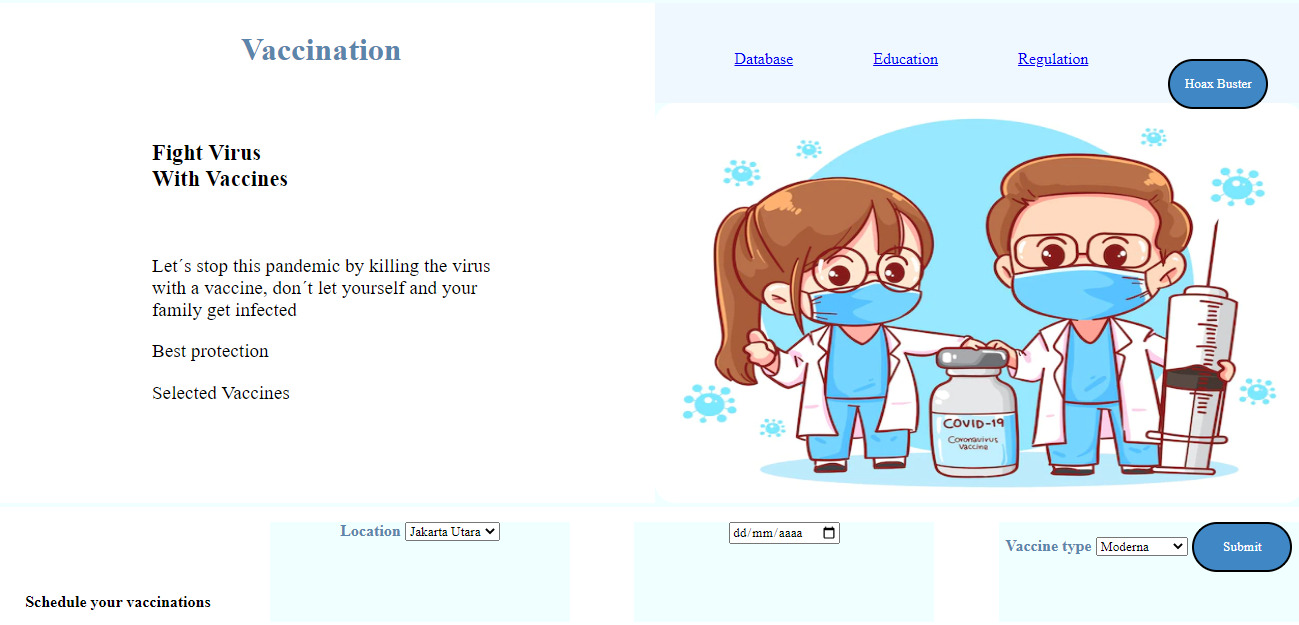 Vaccination
Database
Education
Regulation
Hoax Buster
Fight Virus
With Vaccines
Let´s stop this pandemic by killing the virus
with a vaccine, don´t let yourself and your
family get infected
Best protection
Selected Vaccines
COVID-19
Coronavirus
Vaccine
Location Jakarta Utara
dd/mm/aaaa
Vaccine type Moderna
Submit
Schedule your vaccinations